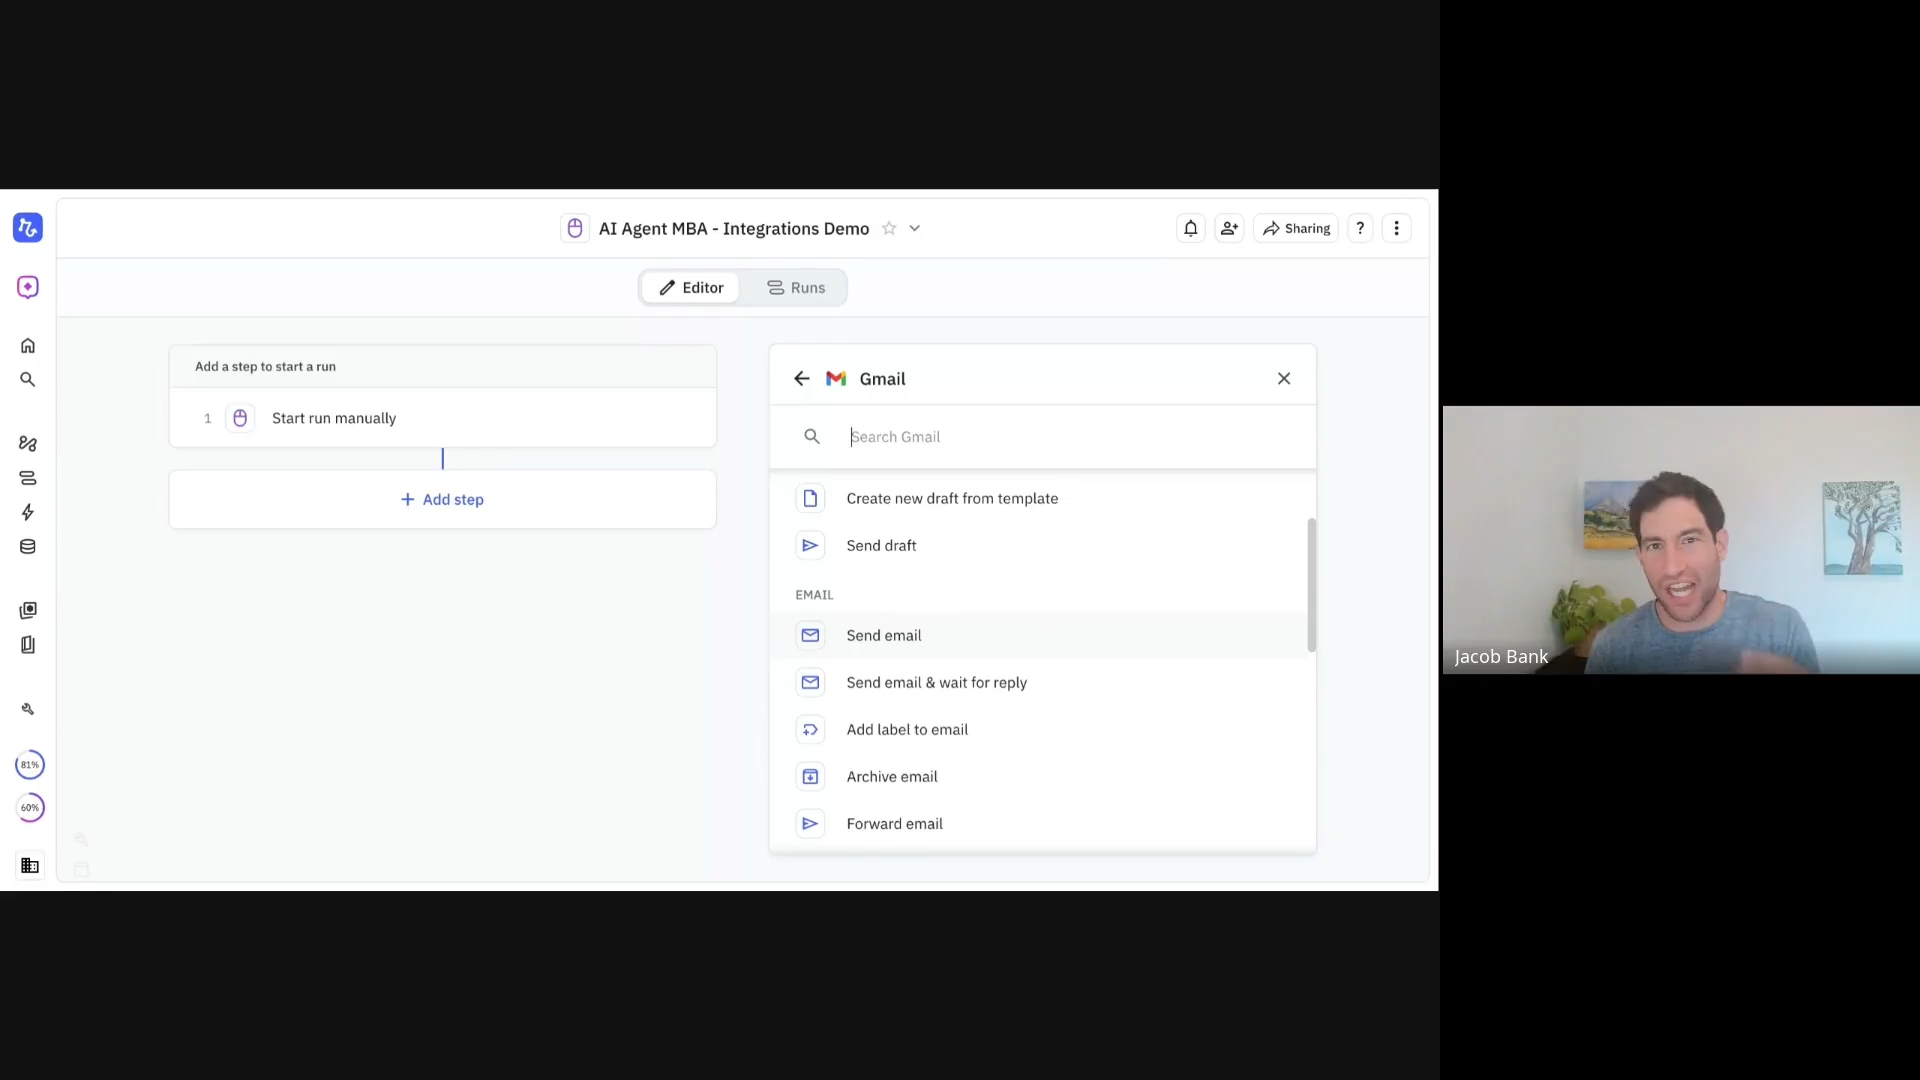 AI Agent MBA - Integrations Demo
Sharing
?
Editor
Runs
Add a step to start a run
1 Start run manually
+ Add step
Gmail
Search Gmail
Create new draft from template
Send draft
EMAIL
Send email
Send email & wait for reply
Add label to email
Archive email
Forward email
81%
60%
Jacob Bank